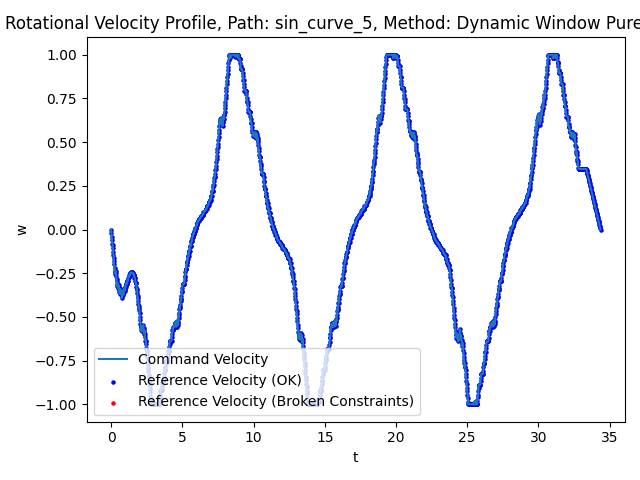 Rotational Velocity Profile, Path: sin_curve_5, Method: Dynamic Window Pure
1.00
0.75
0.50
0.25
0.00
−0.25
−0.50
−0.75
−1.00
w
Command Velocity
Reference Velocity (OK)
Reference Velocity (Broken Constraints)
0 5 10 15 20 25 30 35
t